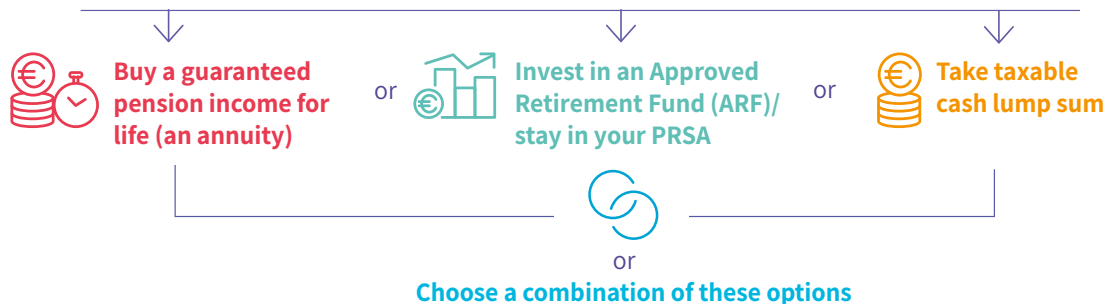 Buy a guaranteed
pension income for
life (an annuity)
or
Invest in an Approved
Retirement Fund (ARF)/
stay in your PRSA
or
Take taxable
cash lump sum
or
Choose a combination of these options